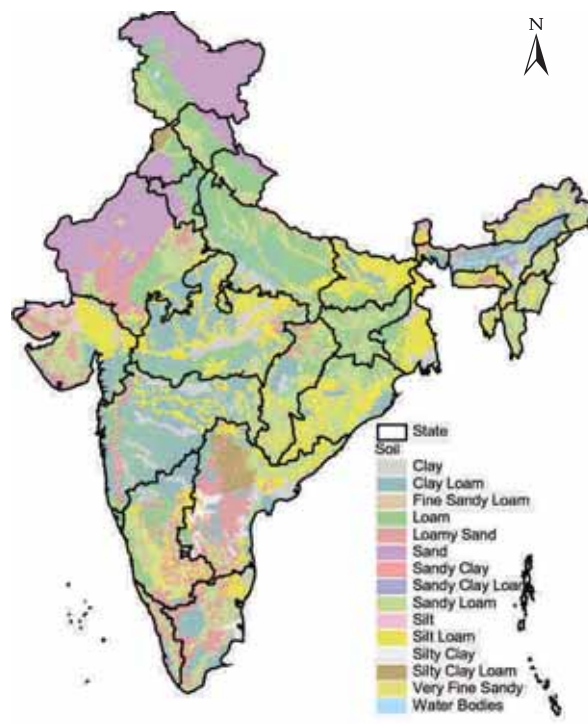 N
State
Soil
Clay
Clay Loam
Fine Sandy Loam
Loam
Loamy Sand
Sand
Sandy Clay
Sandy Clay Loam
Sandy Loam
Silt
Silt Loam
Silty Clay
Silty Clay Loam
Very Fine Sandy
Water Bodies